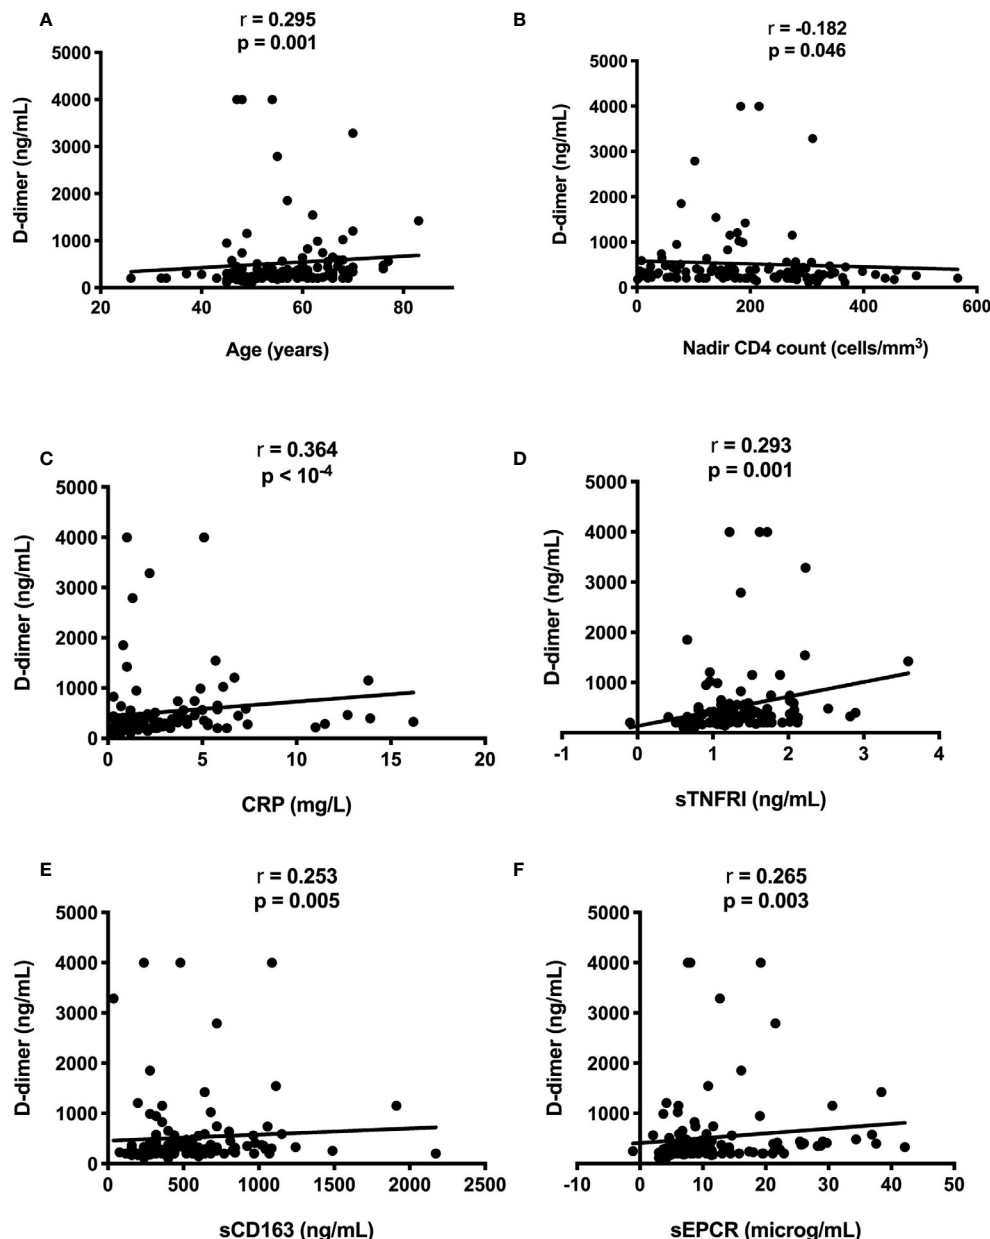 A
r = 0.295
p = 0.001
5000
4000
3000
2000
1000
0
D-dimer (ng/mL)
20
40
60
80
Age (years)
B
r = -0.182
p = 0.046
5000
4000
3000
2000
1000
0
D-dimer (ng/mL)
0
200
400
600
Nadir CD4 count (cells/mm³)
C
r = 0.364
p < 10⁻⁴
5000
4000
3000
2000
1000
0
D-dimer (ng/mL)
0
5
10
15
20
CRP (mg/L)
D
r = 0.293
p = 0.001
5000
4000
3000
2000
1000
D-dimer (ng/mL)
-1
0
1
2
3
4
sTNFRI (ng/mL)
E
r = 0.253
p = 0.005
5000
4000
3000
2000
1000
0
D-dimer (ng/mL)
0
500
1000
1500
2000
2500
sCD163 (ng/mL)
F
r = 0.265
p = 0.003
5000
4000
3000
2000
1000
0
D-dimer (ng/mL)
-10
0
10
20
30
40
50
sEPCR (microg/mL)